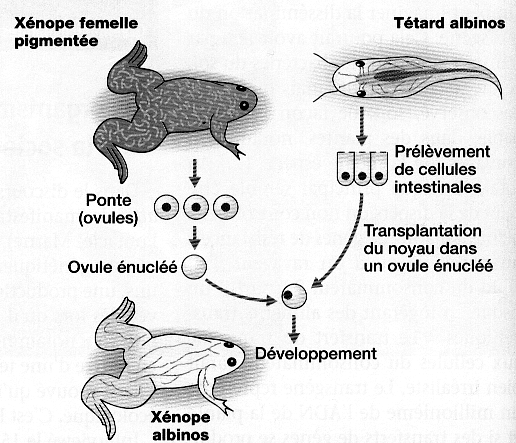 Xénope femelle
pigmentée
Tétard albinos
Prélèvement
de cellules
intestinales
Ponte
(ovules)
Transplantation
du noyau dans
un ovule énucléé
Ovule énucléé
Développement
Xénope
albinos